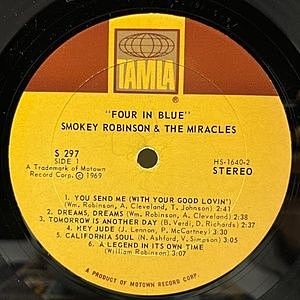 TAMLA
®
"FOUR IN BLUE"
SMOKEY ROBINSON & THE MIRACLES
S 297
SIDE 1
A Trademark of Motown
Record Corp. © 1969
HS-1640-2
STEREO
1. YOU SEND ME (WITH YOUR GOOD LOVIN')
(Wm. Robinson, A. Cleveland, T. Johnson) 2:41
2. DREAMS, DREAMS (Wm. Robinson, A. Cleveland) 2:38
3. TOMORROW IS ANOTHER DAY (B. Verdi, D. Richards) 2:37
4. HEY JUDE (J. Lennon, P. McCartney) 3:30
5. CALIFORNIA SOUL (N. Ashford, V. Simpson) 3:05
6. A LEGEND IN ITS OWN TIME
(William Robinson) 3:07
A PRODUCT OF MOTOWN RECORD CORP.